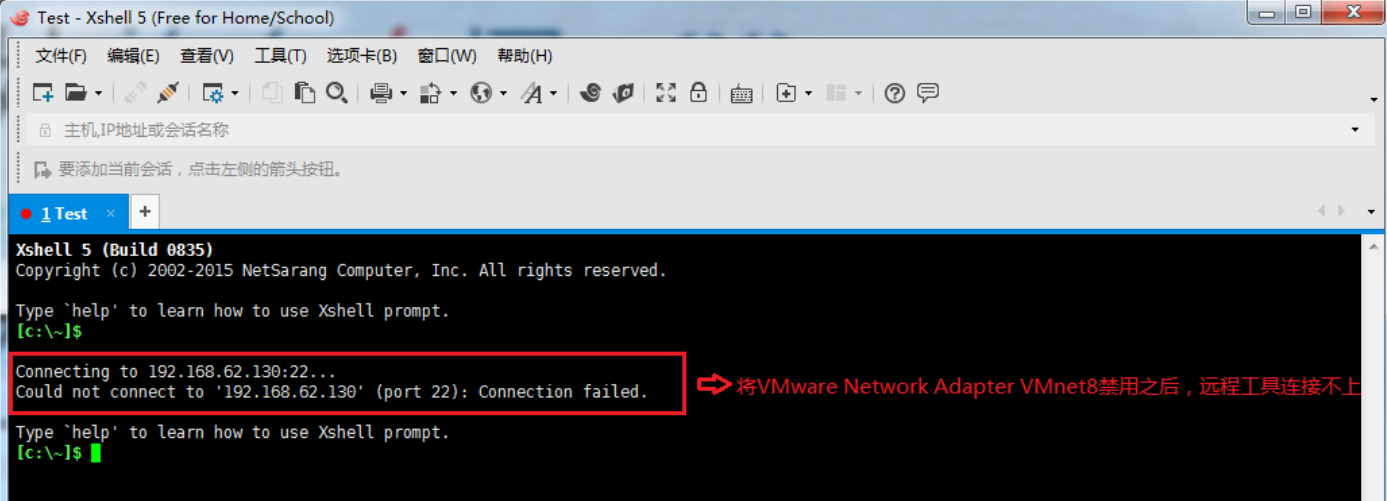 Test - Xshell 5 (Free for Home/School)
文件(F) 编辑(E) 查看(V) 工具(T) 选项卡(B) 窗口(W) 帮助(H)
主机,IP地址或会话名称
要添加当前会话，点击左侧的箭头按钮。
1 Test × +
Xshell 5 (Build 0835)
Copyright (c) 2002-2015 NetSarang Computer, Inc. All rights reserved.
Type `help' to learn how to use Xshell prompt.
[c:\~]$
Connecting to 192.168.62.130:22...
Could not connect to '192.168.62.130' (port 22): Connection failed.
将VMware Network Adapter VMnet8禁用之后，远程工具连接不上
Type `help' to learn how to use Xshell prompt.
[c:\~]$